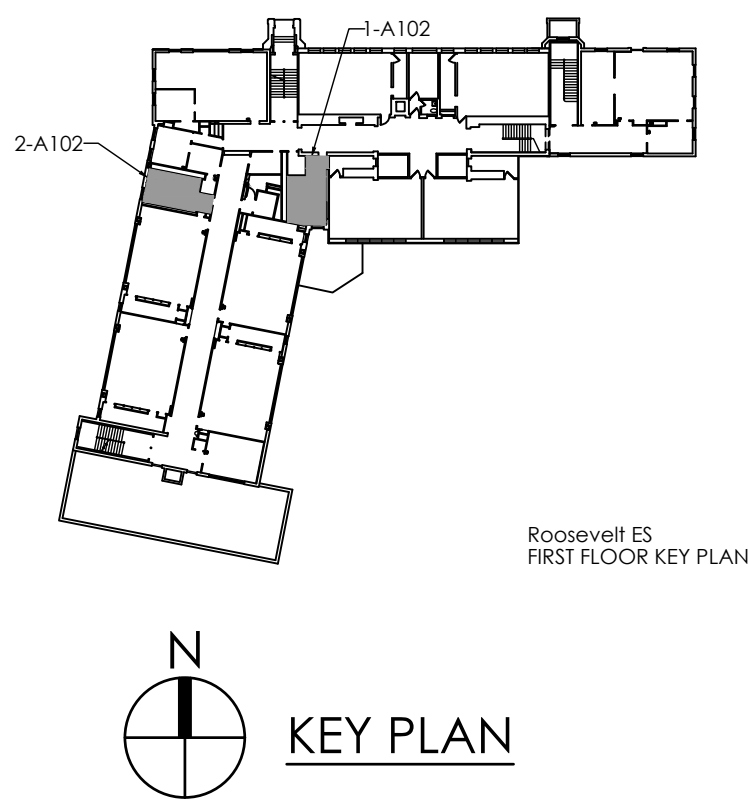 1-A102
2-A102
Roosevelt ES
FIRST FLOOR KEY PLAN
N
KEY PLAN